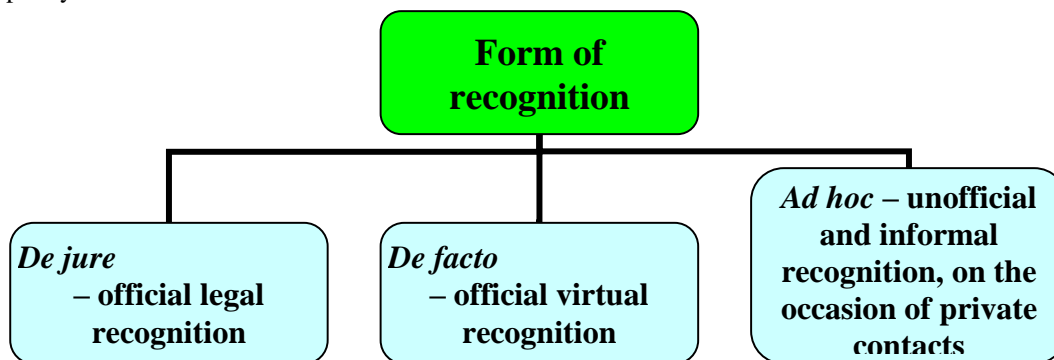 Form of
recognition
De jure
– official legal
recognition
De facto
– official virtual
recognition
Ad hoc – unofficial
and informal
recognition, on the
occasion of private
contacts